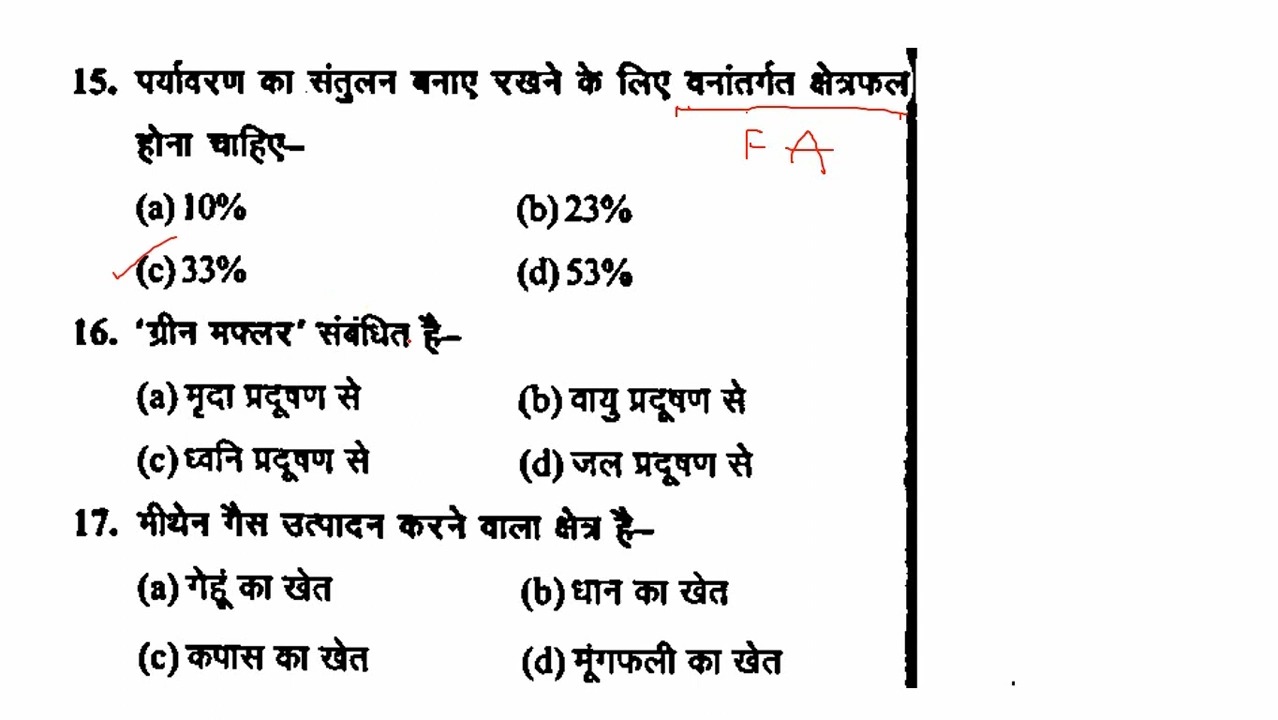 15. पर्यावरण का संतुलन बनाए रखने के लिए वनांतर्गत क्षेत्रफल
होना चाहिए–
F A
(a) 10% (b) 23%
(c) 33% (d) 53%
16. 'ग्रीन मफ्लर' संबंधित है–
(a) मृदा प्रदूषण से (b) वायु प्रदूषण से
(c) ध्वनि प्रदूषण से (d) जल प्रदूषण से
17. मीथेन गैस उत्पादन करने वाला क्षेत्र है–
(a) गेहूं का खेत (b) धान का खेत
(c) कपास का खेत (d) मूंगफली का खेत